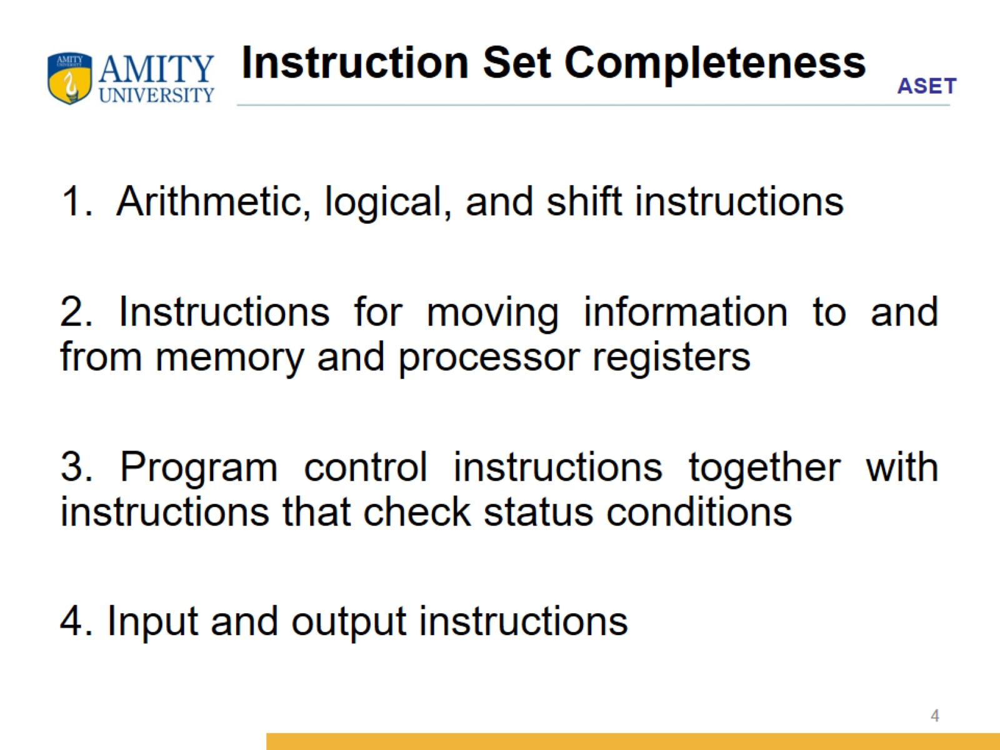 AMITY
UNIVERSITY
AMITY
UNIVERSITY
Instruction Set Completeness
ASET
1. Arithmetic, logical, and shift instructions
2. Instructions for moving information to and
from memory and processor registers
3. Program control instructions together with
instructions that check status conditions
4. Input and output instructions
4